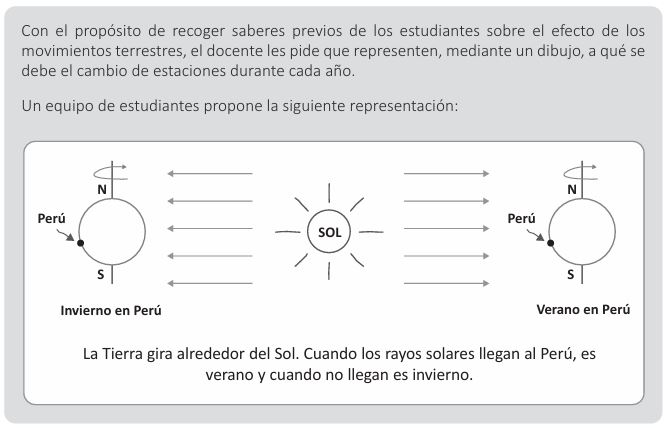 Con el propósito de recoger saberes previos de los estudiantes sobre el efecto de los
movimientos terrestres, el docente les pide que representen, mediante un dibujo, a qué se
debe el cambio de estaciones durante cada año.
Un equipo de estudiantes propone la siguiente representación:
N
N
Perú
Perú
SOL
S
S
Invierno en Perú
Verano en Perú
La Tierra gira alrededor del Sol. Cuando los rayos solares llegan al Perú, es
verano y cuando no llegan es invierno.